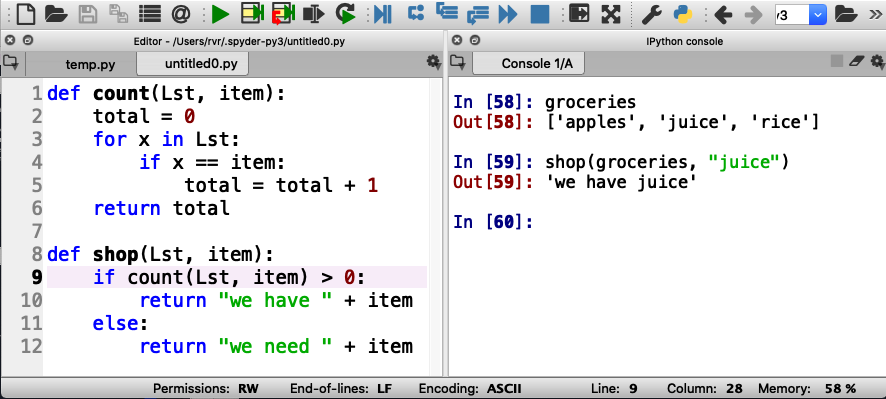 v3
Editor - /Users/rvr/.spyder-py3/untitled0.py
IPython console
temp.py
untitled0.py
Console 1/A
1 def count(Lst, item):
2     total = 0
3     for x in Lst:
4         if x == item:
5             total = total + 1
6     return total
7
8 def shop(Lst, item):
9     if count(Lst, item) > 0:
10         return "we have " + item
11     else:
12         return "we need " + item
In [58]: groceries
Out[58]: ['apples', 'juice', 'rice']
In [59]: shop(groceries, "juice")
Out[59]: 'we have juice'
In [60]:
Permissions: RW End-of-lines: LF Encoding: ASCII Line: 9 Column: 28 Memory: 58 %